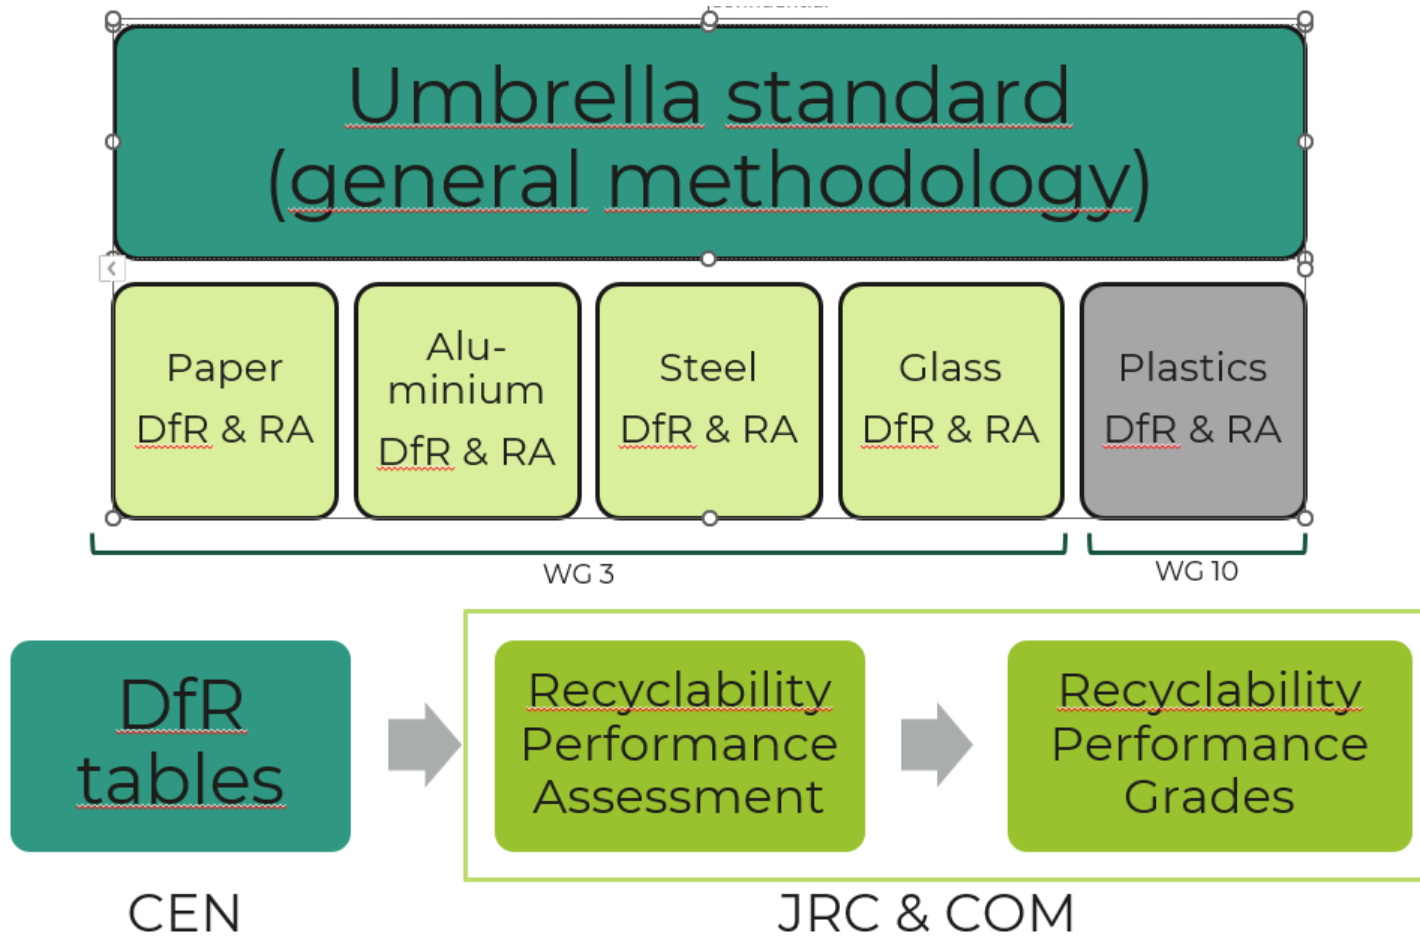 Umbrella standard
(general methodology)
Paper
DfR & RA
Alu-
minium
DfR & RA
Steel
DfR & RA
Glass
DfR & RA
Plastics
DfR & RA
WG 3
WG 10
DfR
tables
Recyclability
Performance
Assessment
Recyclability
Performance
Grades
CEN
JRC & COM